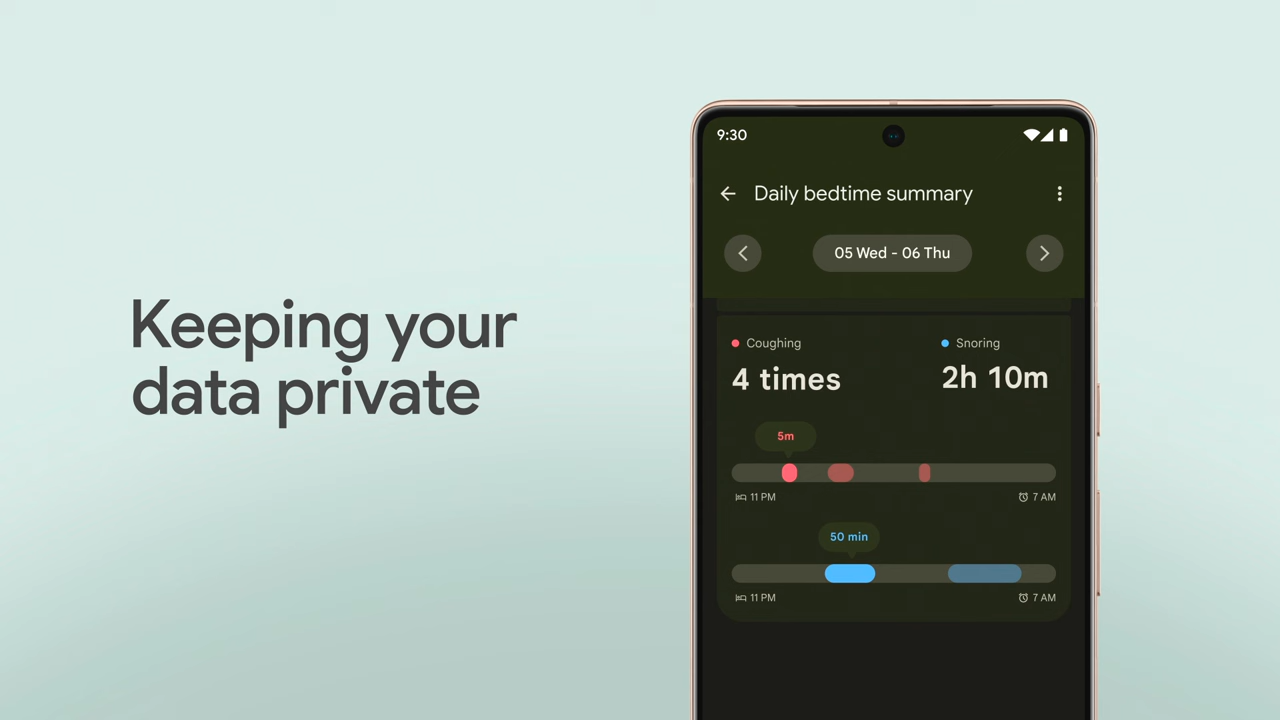 Keeping your
data private
9:30
Daily bedtime summary
05 Wed - 06 Thu
Coughing
Snoring
4 times
2h 10m
5m
11 PM
7 AM
50 min
11 PM
7 AM